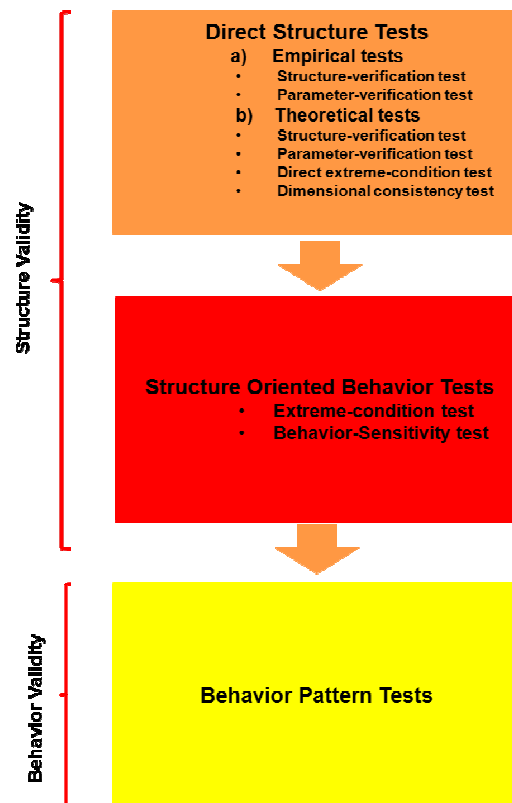 Direct Structure Tests
a) Empirical tests
• Structure-verification test
• Parameter-verification test
b) Theoretical tests
• Structure-verification test
• Parameter-verification test
• Direct extreme-condition test
• Dimensional consistency test
Structure Validity
Structure Oriented Behavior Tests
• Extreme-condition test
• Behavior-Sensitivity test
Behavior Validity
Behavior Pattern Tests